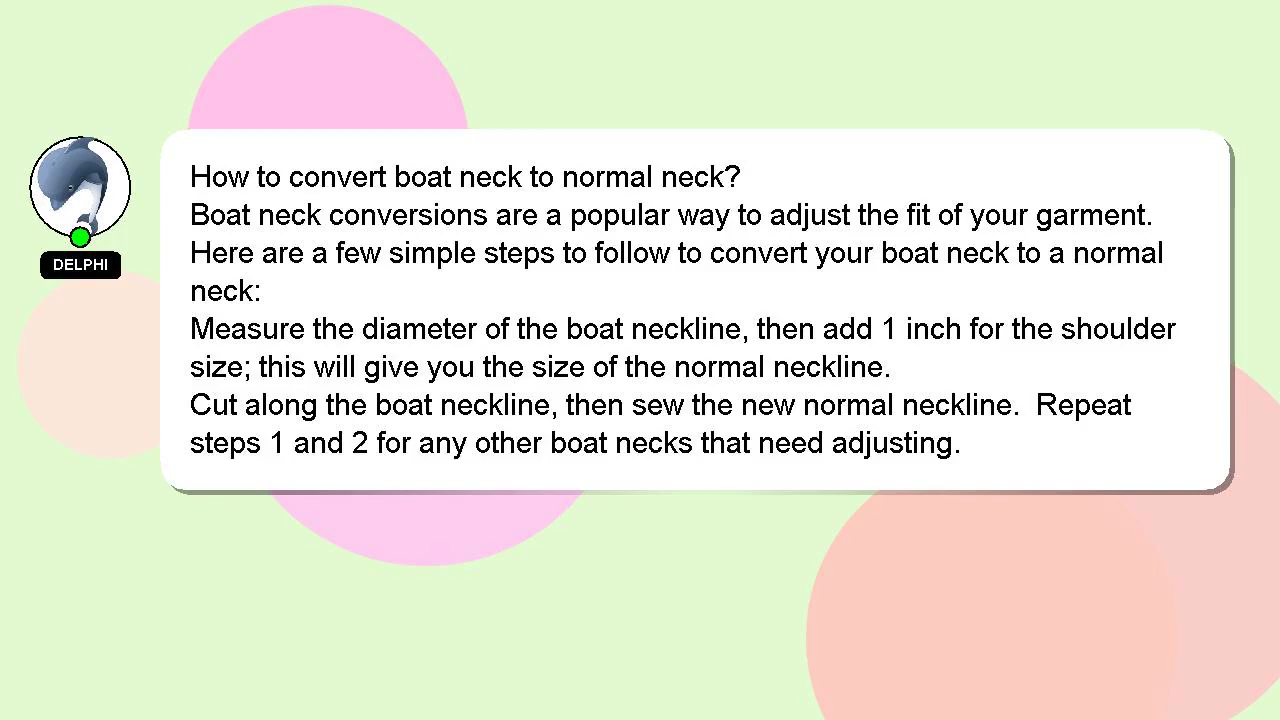 DELPHI
How to convert boat neck to normal neck?
Boat neck conversions are a popular way to adjust the fit of your garment.
Here are a few simple steps to follow to convert your boat neck to a normal
neck:
Measure the diameter of the boat neckline, then add 1 inch for the shoulder
size; this will give you the size of the normal neckline.
Cut along the boat neckline, then sew the new normal neckline.  Repeat
steps 1 and 2 for any other boat necks that need adjusting.